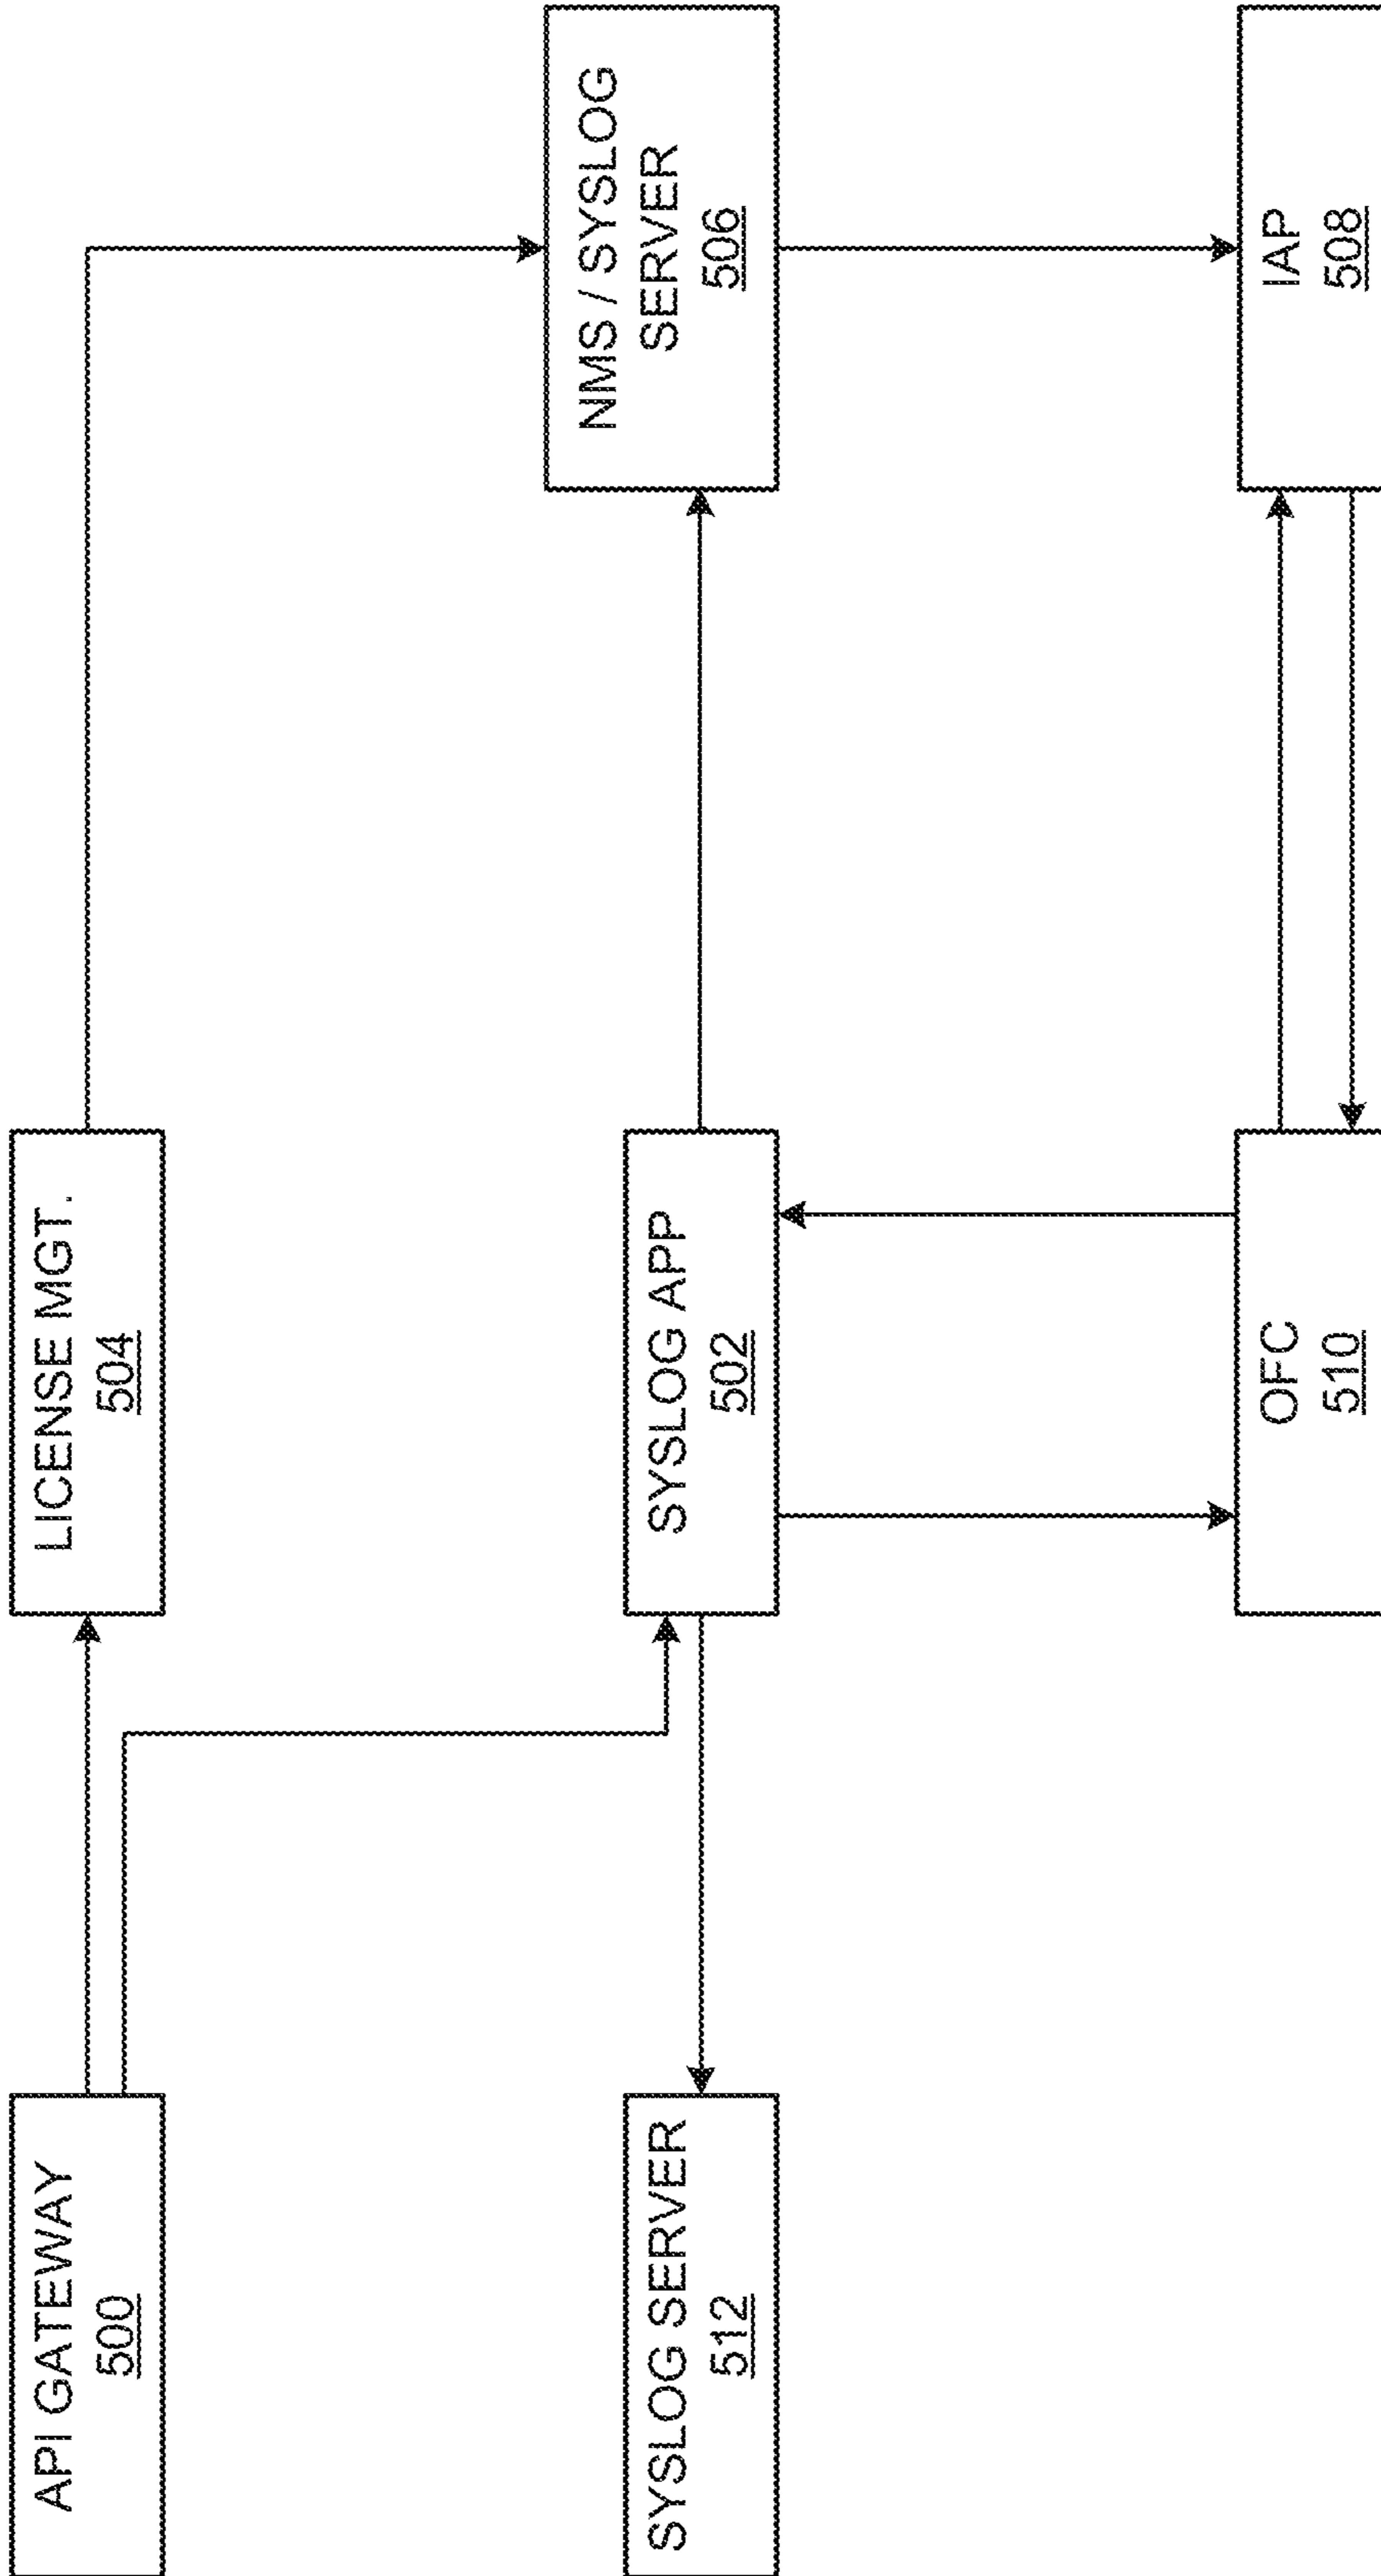 API GATEWAY
500
LICENSE MGT.
504
SYSLOG SERVER
512
SYSLOG APP
502
NMS / SYSLOG
SERVER
506
OFC
510
IAP
508